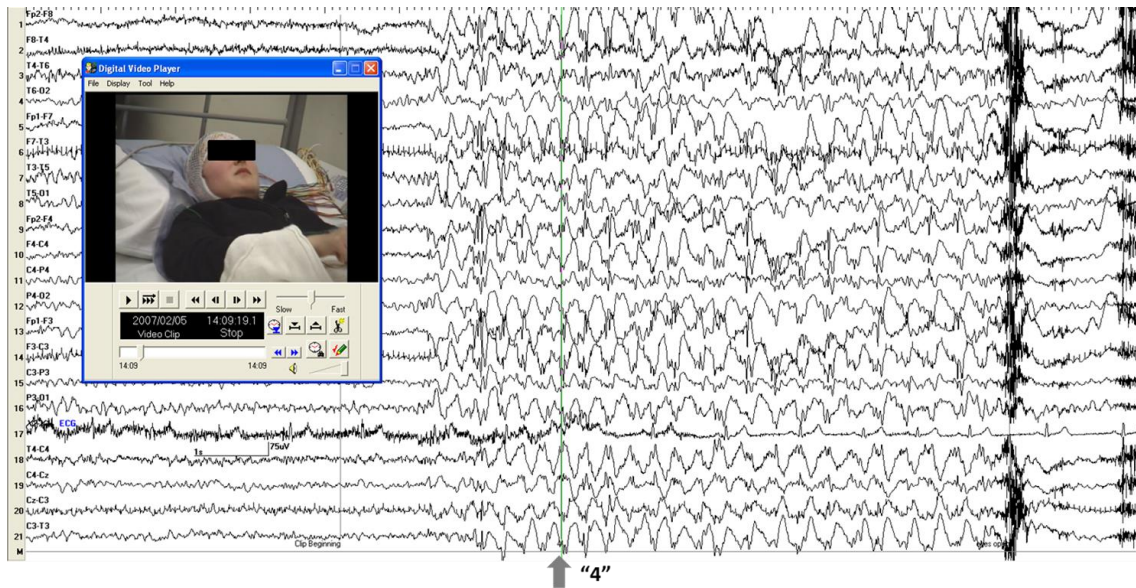 1 Fp2-F8
2 F8-T4
3 T4-T6
4 T6-O2
5 Fp1-F7
6 F7-T3
7 T3-T5
8 T5-O1
9 Fp2-F4
10 F4-C4
11 C4-P4
12 P4-O2
13 Fp1-F3
14 F3-C3
15 C3-P3
16 P3-O1
17 ECG
18 T4-C4
19 C4-Cz
20 Cz-C3
21 C3-T3
M
Digital Video Player
File Display Tool Help
Slow Fast
2007/02/05 14:09:19.1
Video Clip Stop
14:09 14:09
1s 75uV
Clip Beginning
"4"